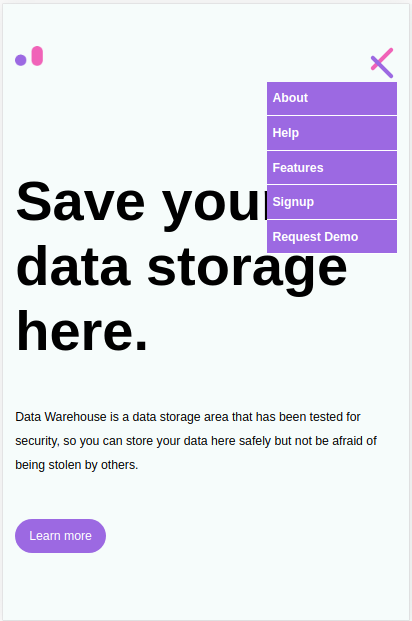 About
Help
Features
Signup
Request Demo
Save your
data storage
here.
Data Warehouse is a data storage area that has been tested for
security, so you can store your data here safely but not be afraid of
being stolen by others.
Learn more